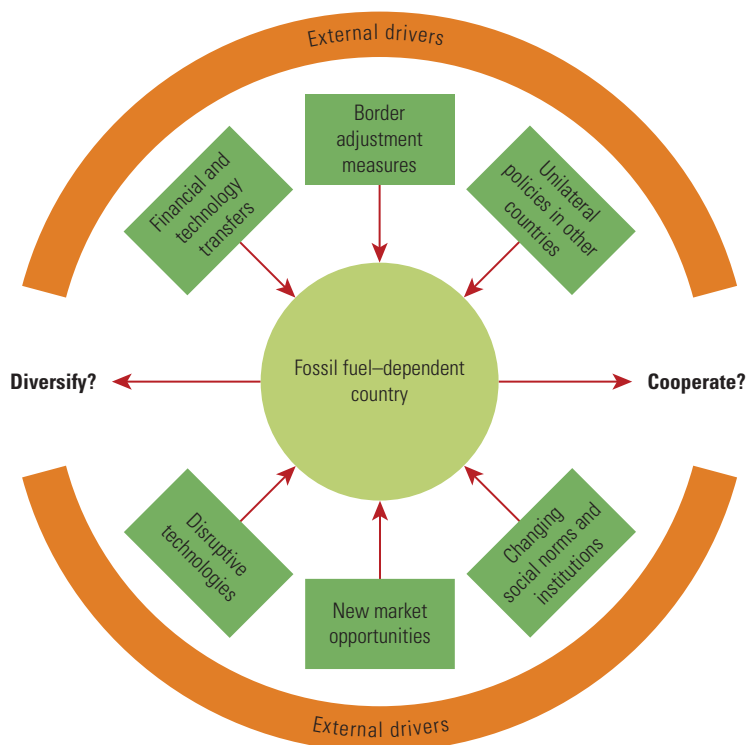 External drivers
Border
adjustment
measures
Financial and
technology
transfers
Unilateral
policies in other
countries
Diversify?
Fossil fuel–dependent
country
Cooperate?
Disruptive
technologies
New market
opportunities
Changing
social norms and
institutions
External drivers